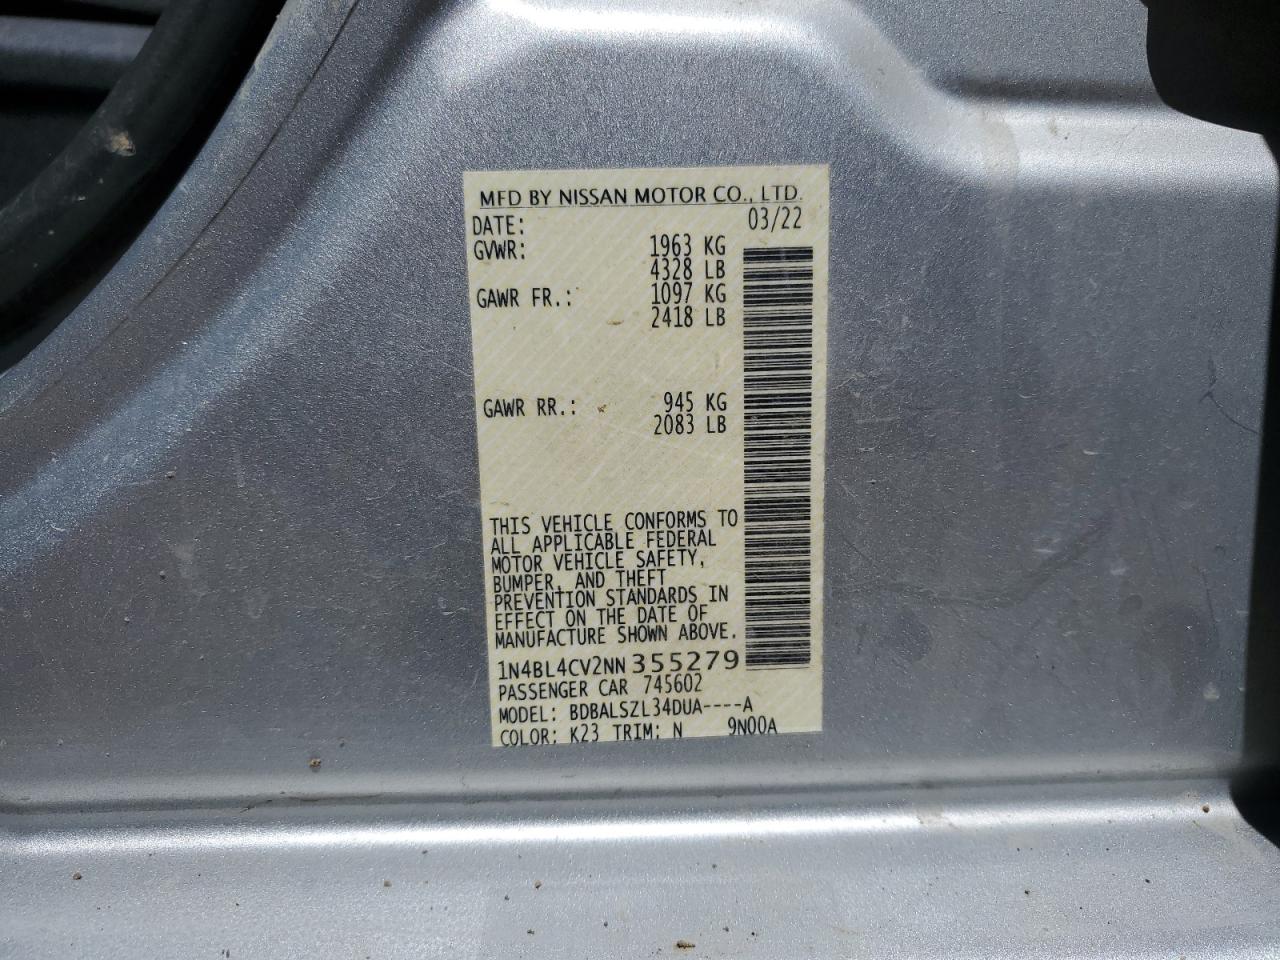 MFD BY NISSAN MOTOR CO., LTD.
DATE: 03/22
GVWR: 1963 KG
4328 LB
GAWR FR.: 1097 KG
2418 LB
GAWR RR.: 945 KG
2083 LB
THIS VEHICLE CONFORMS TO
ALL APPLICABLE FEDERAL
MOTOR VEHICLE SAFETY,
BUMPER, AND THEFT
PREVENTION STANDARDS IN
EFFECT ON THE DATE OF
MANUFACTURE SHOWN ABOVE.
1N4BL4CV2NN355279
PASSENGER CAR 745602
MODEL: BDBALSZL34DUA----A
COLOR: K23 TRIM: N 9N00A